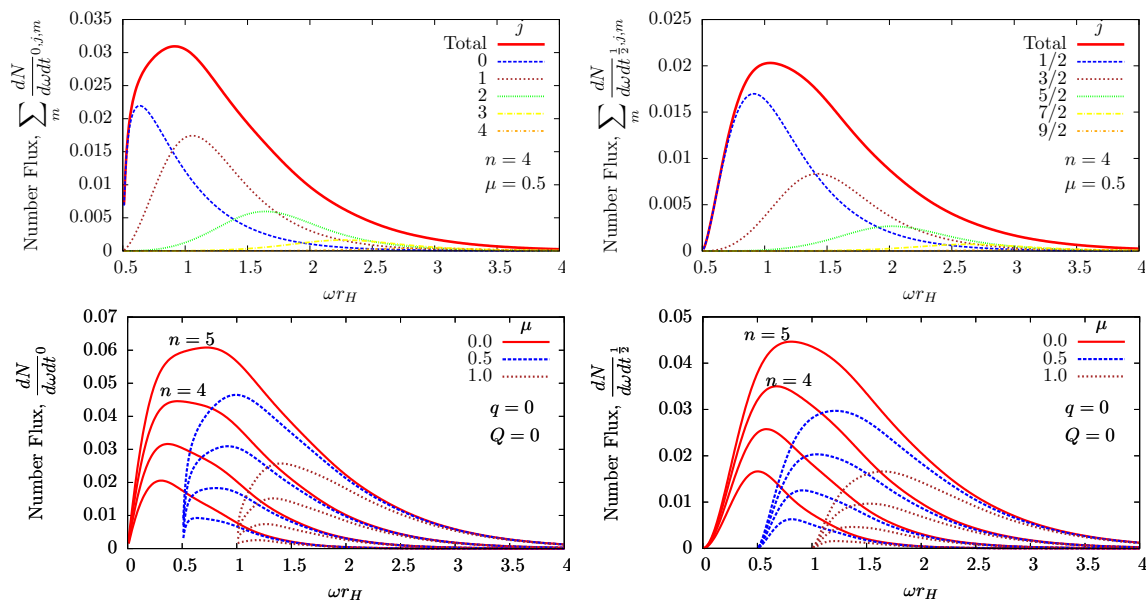 0.035
0.03
0.025
0.02
0.015
0.01
0.005
0
Number Flux, ∑_m dN/dωdt^{0,j,m}
j
Total
0
1
2
3
4
n = 4
μ = 0.5
0.5 1 1.5 2 2.5 3 3.5 4
ωr_H
0.025
0.02
0.015
0.01
0.005
0
Number Flux, ∑_m dN/dωdt^{1/2,j,m}
j
Total
1/2
3/2
5/2
7/2
9/2
n = 4
μ = 0.5
0.5 1 1.5 2 2.5 3 3.5 4
ωr_H
0.07
0.06
0.05
0.04
0.03
0.02
0.01
0
Number Flux, dN/dωdt^0
n = 5
n = 4
μ
0.0
0.5
1.0
q = 0
Q = 0
0 0.5 1 1.5 2 2.5 3 3.5 4
ωr_H
0.05
0.04
0.03
0.02
0.01
0
Number Flux, dN/dωdt^{1/2}
n = 5
n = 4
μ
0.0
0.5
1.0
q = 0
Q = 0
0 0.5 1 1.5 2 2.5 3 3.5 4
ωr_H